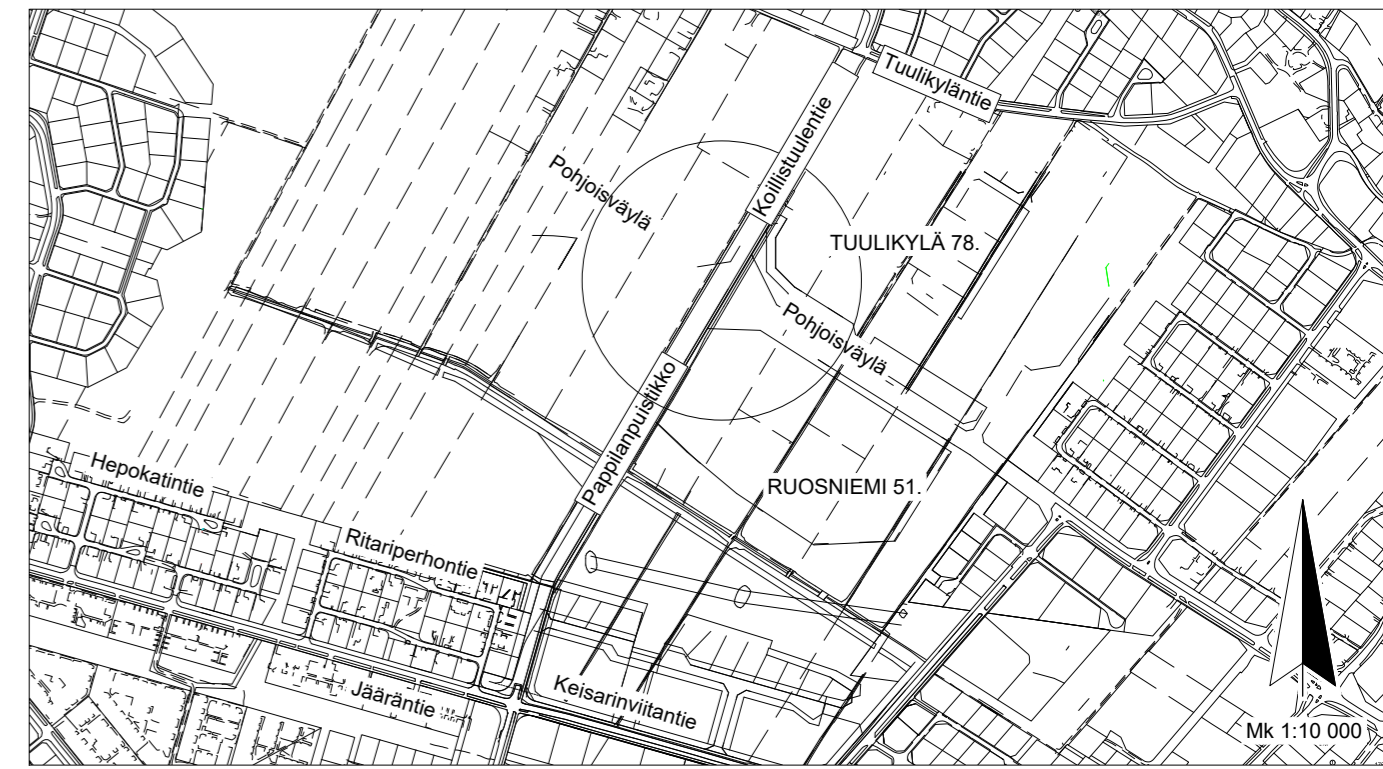 Tuulikyläntie
Koillistuulentie
Pohjoisväylä
TUULIKYLÄ 78.
Pohjoisväylä
Pappilanpuistikko
Hepokatintie
RUOSNIEMI 51.
Ritariperhontie
Jääräntie
Keisarinviitantie
Mk 1:10 000